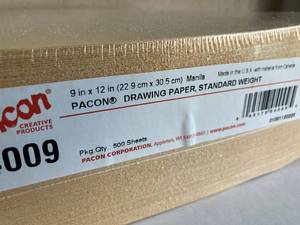 9 in x 12 in (22.9 cm x 30.5 cm) Manila
Made in the U.S.A. with material from Canada
PACON® DRAWING PAPER, STANDARD WEIGHT
pacon
CREATIVE
PRODUCTS
4009
Pkg.Qty. 500 Sheets
PACON CORPORATION, Appleton, WI
www.pacon.com